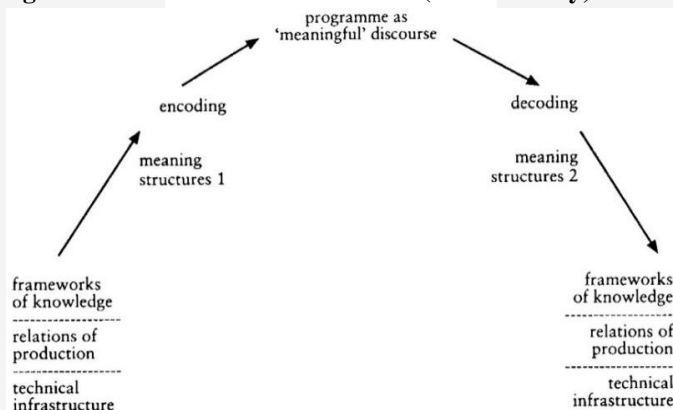 programme as
'meaningful' discourse
encoding
decoding
meaning
structures 1
meaning
structures 2
frameworks
of knowledge
relations of
production
technical
infrastructure
frameworks
of knowledge
relations of
production
technical
infrastructure